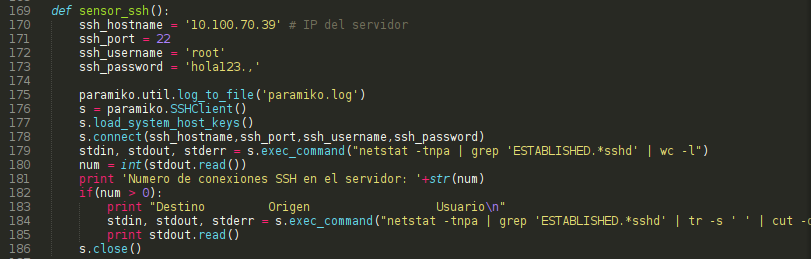 169 def sensor_ssh():
170 ssh_hostname = '10.100.70.39' # IP del servidor
171 ssh_port = 22
172 ssh_username = 'root'
173 ssh_password = 'hola123.,'
174
175 paramiko.util.log_to_file('paramiko.log')
176 s = paramiko.SSHClient()
177 s.load_system_host_keys()
178 s.connect(ssh_hostname,ssh_port,ssh_username,ssh_password)
179 stdin, stdout, stderr = s.exec_command("netstat -tnpa | grep 'ESTABLISHED.*sshd' | wc -l")
180 num = int(stdout.read())
181 print 'Numero de conexiones SSH en el servidor: '+str(num)
182 if(num > 0):
183 print "Destino Origen Usuario\n"
184 stdin, stdout, stderr = s.exec_command("netstat -tnpa | grep 'ESTABLISHED.*sshd' | tr -s ' ' | cut -
185 print stdout.read()
186 s.close()